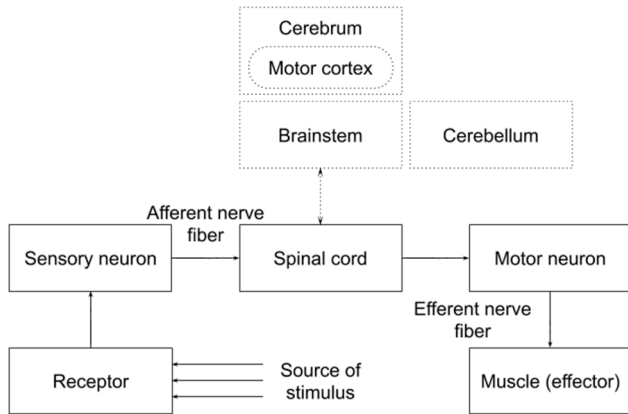 Cerebrum
Motor cortex
Brainstem
Cerebellum
Afferent nerve
fiber
Sensory neuron
Spinal cord
Motor neuron
Efferent nerve
fiber
Receptor
Source of
stimulus
Muscle (effector)